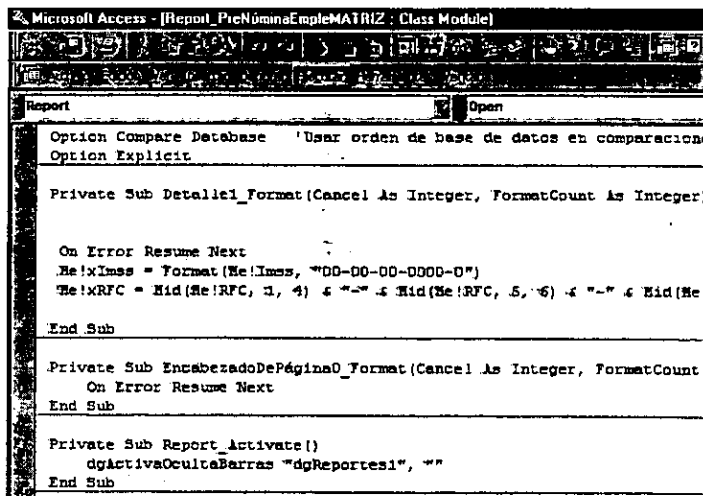 Microsoft Access - [Report_PreNóminaEmpleMATRIZ : Class Module]
Report Open
Option Compare Database 'Usar orden de base de datos en comparacione
Option Explicit
Private Sub Detalle1_Format(Cancel As Integer, FormatCount As Integer)
On Error Resume Next
Me!xImss = Format(Me!Imss, "00-00-00-0000-0")
Me!xRFC = Mid(Me!RFC, 1, 4) & "-" & Mid(Me!RFC, 5, 6) & "-" & Mid(Me
End Sub
Private Sub EncabezadoDePágina0_Format(Cancel As Integer, FormatCount
On Error Resume Next
End Sub
Private Sub Report_Activate()
dgActivaOcultaBarras "dgReportes1", ""
End Sub